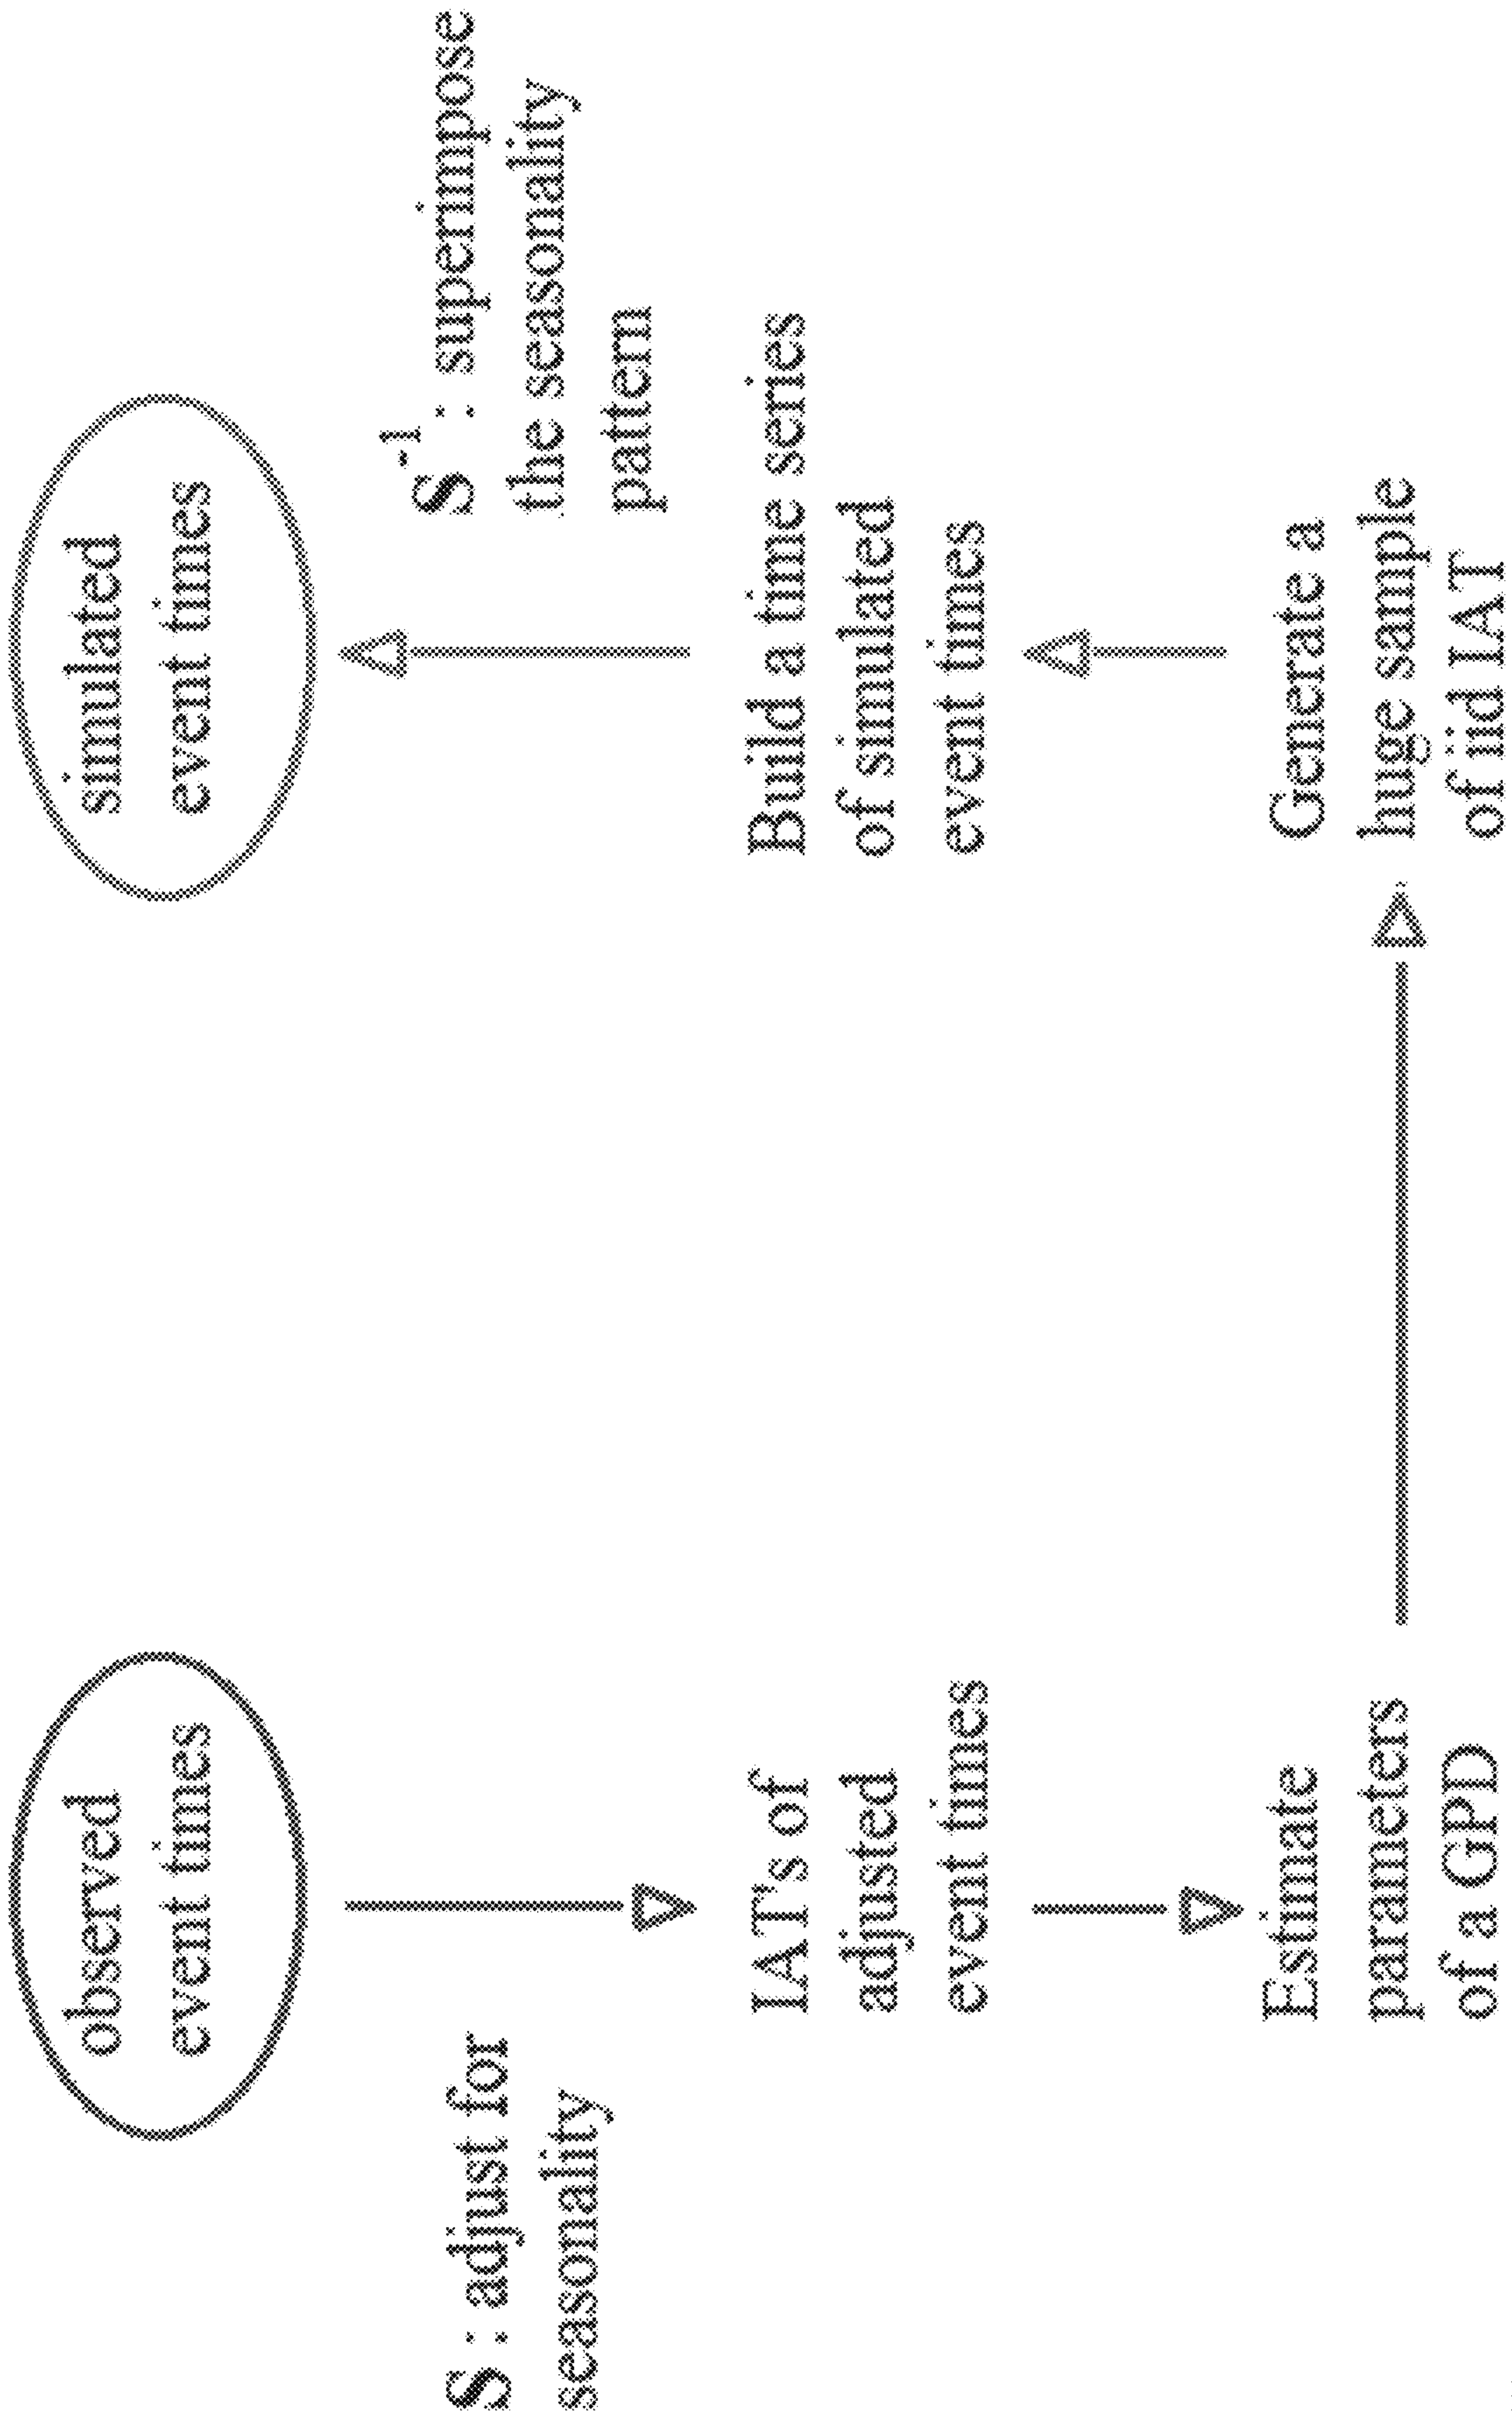 observed
event times
S : adjust for
seasonality
IAT's of
adjusted
event times
Estimate
parameters
of a GPD
Generate a
huge sample
of iid IAT
Build a time series
of simulated
event times
S⁻¹ : superimpose
the seasonality
pattern
simulated
event times